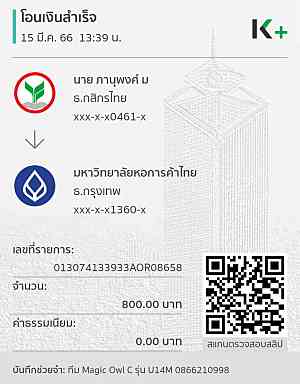 โอนเงินสำเร็จ
15 มี.ค. 66 13:39 น.
K+
นาย ภานุพงศ์ ม
ธ.กสิกรไทย
xxx-x-x0461-x
มหาวิทยาลัยหอการค้าไทย
ธ.กรุงเทพ
xxx-x-x1360-x
เลขที่รายการ:
013074133933AOR08658
จำนวน:
800.00 บาท
ค่าธรรมเนียม:
0.00 บาท
สแกนตรวจสอบสลิป
บันทึกช่วยจำ: ทีม Magic Owl C รุ่น U14M 0866210998